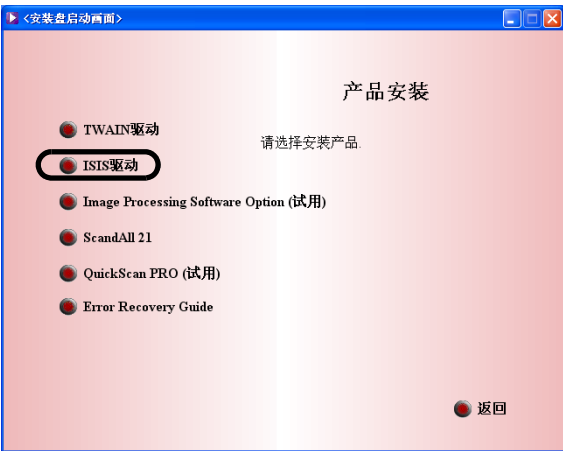 <安装盘启动画面>
产品安装
请选择安装产品.
TWAIN驱动
ISIS驱动
Image Processing Software Option (试用)
ScandAll 21
QuickScan PRO (试用)
Error Recovery Guide
返回